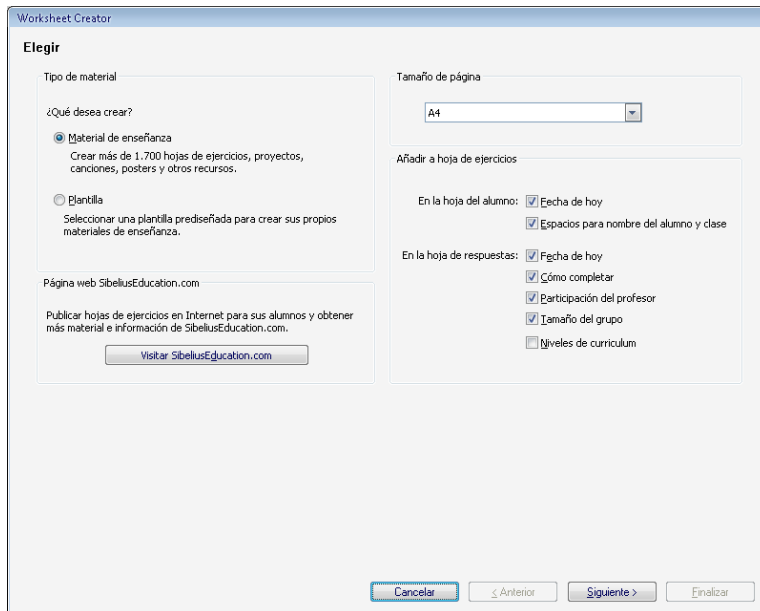 Worksheet Creator
Elegir
Tipo de material
¿Qué desea crear?
Material de enseñanza
Crear más de 1.700 hojas de ejercicios, proyectos,
canciones, posters y otros recursos.
Plantilla
Seleccionar una plantilla prediseñada para crear sus propios
materiales de enseñanza.
Página web SibeliusEducation.com
Publicar hojas de ejercicios en Internet para sus alumnos y obtener
más material e información de SibeliusEducation.com.
Visitar SibeliusEducation.com
Tamaño de página
A4
Añadir a hoja de ejercicios
En la hoja del alumno: Fecha de hoy
Espacios para nombre del alumno y clase
En la hoja de respuestas: Fecha de hoy
Cómo completar
Participación del profesor
Tamaño del grupo
Niveles de curriculum
Cancelar
< Anterior
Siguiente >
Finalizar